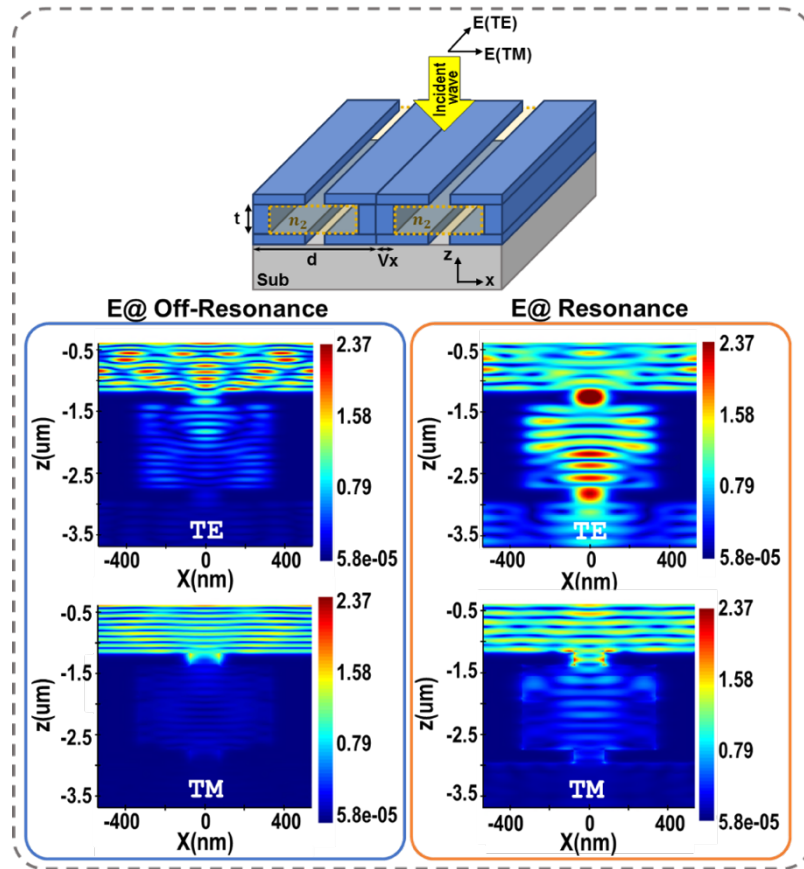 E(TE)
E(TM)
Incident wave
t
n₂
n₂
d
Vx
z
x
Sub
E@ Off-Resonance
E@ Resonance
-0.5
-1.5
-2.5
-3.7
z(um)
TE
-400
0
400
X(nm)
2.37
1.58
0.79
5.8e-05
-0.5
-1.5
-2.5
-3.7
z(um)
TE
-400
0
400
X(nm)
2.37
1.58
0.79
5.8e-05
-0.5
-1.5
-2.5
-3.7
z(um)
TM
-400
0
400
X(nm)
2.37
1.58
0.79
5.8e-05
-0.5
-1.5
-2.5
-3.7
z(um)
TM
-400
0
400
X(nm)
2.37
1.58
0.79
5.8e-05